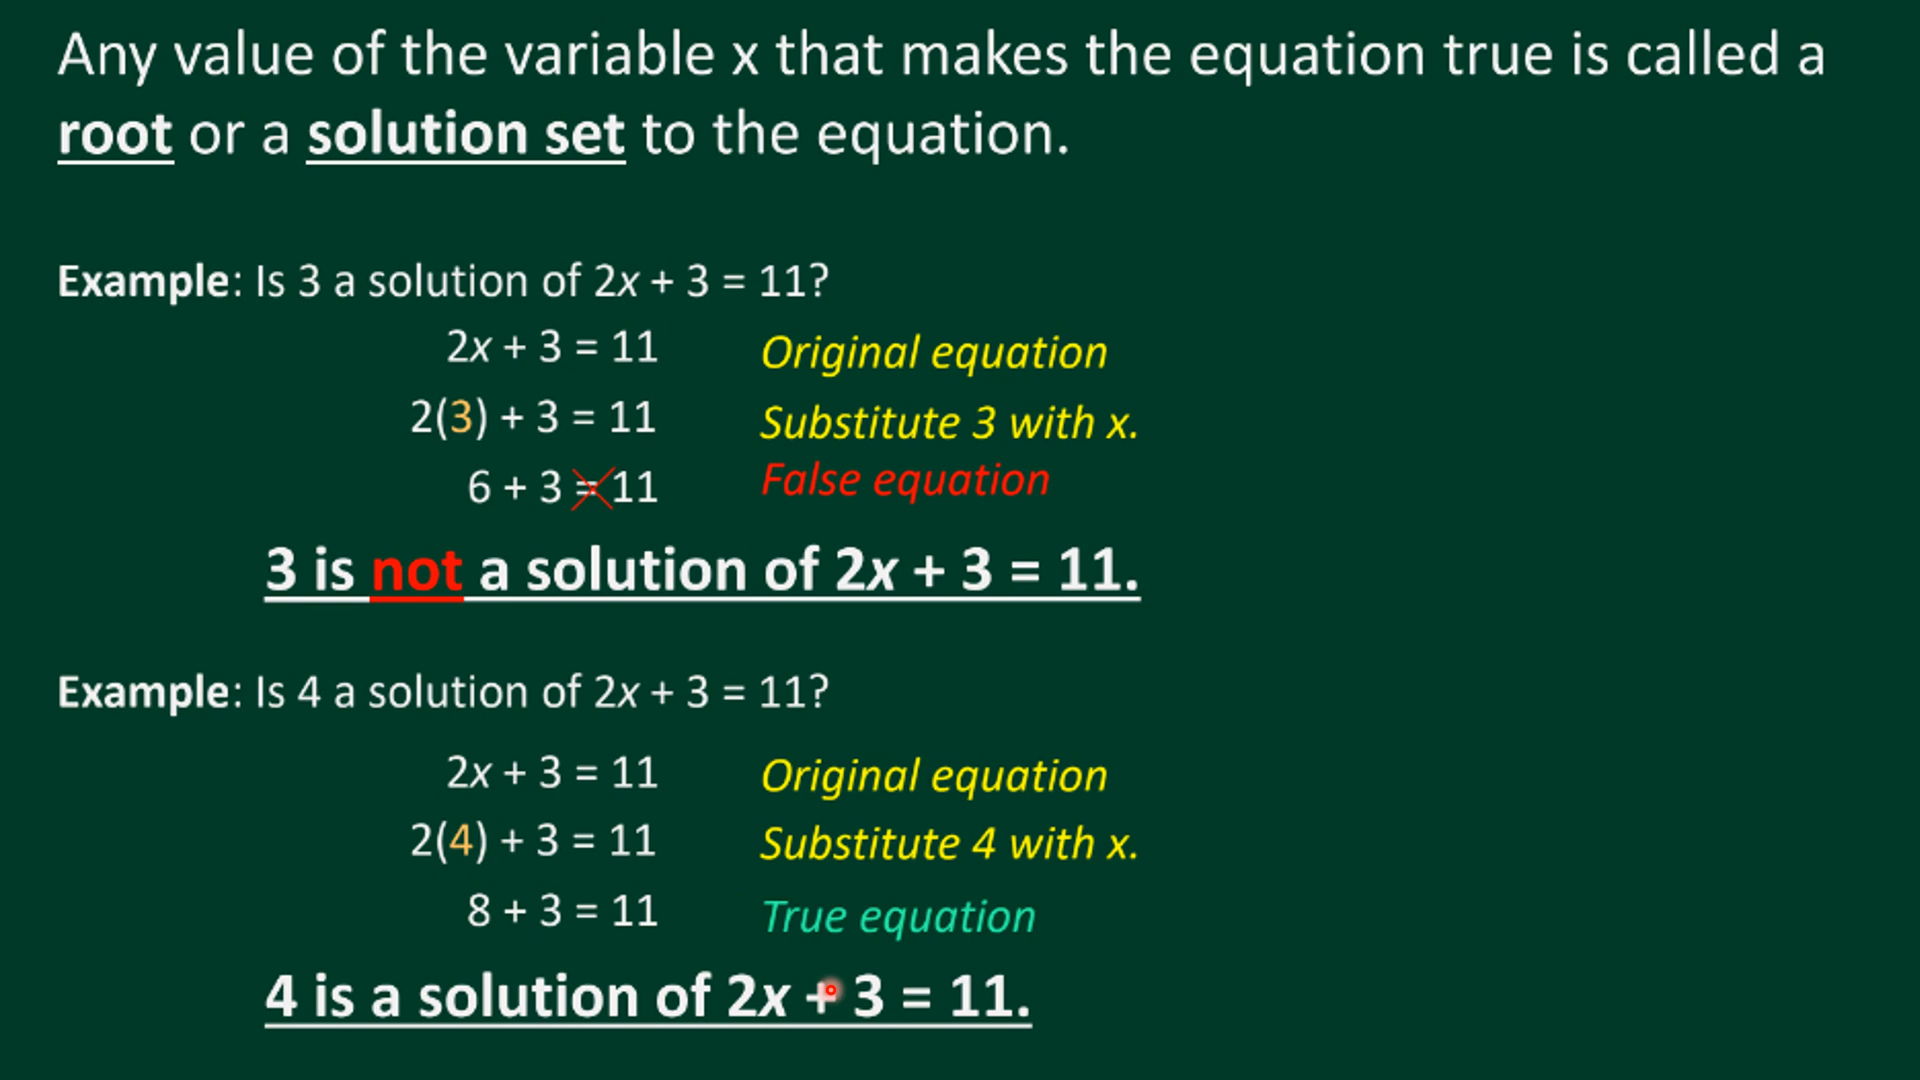 Any value of the variable x that makes the equation true is called a
root or a solution set to the equation.
Example: Is 3 a solution of 2x + 3 = 11?
2x + 3 = 11 Original equation
2(3) + 3 = 11 Substitute 3 with x.
6 + 3 = 11 False equation
3 is not a solution of 2x + 3 = 11.
Example: Is 4 a solution of 2x + 3 = 11?
2x + 3 = 11 Original equation
2(4) + 3 = 11 Substitute 4 with x.
8 + 3 = 11 True equation
4 is a solution of 2x + 3 = 11.